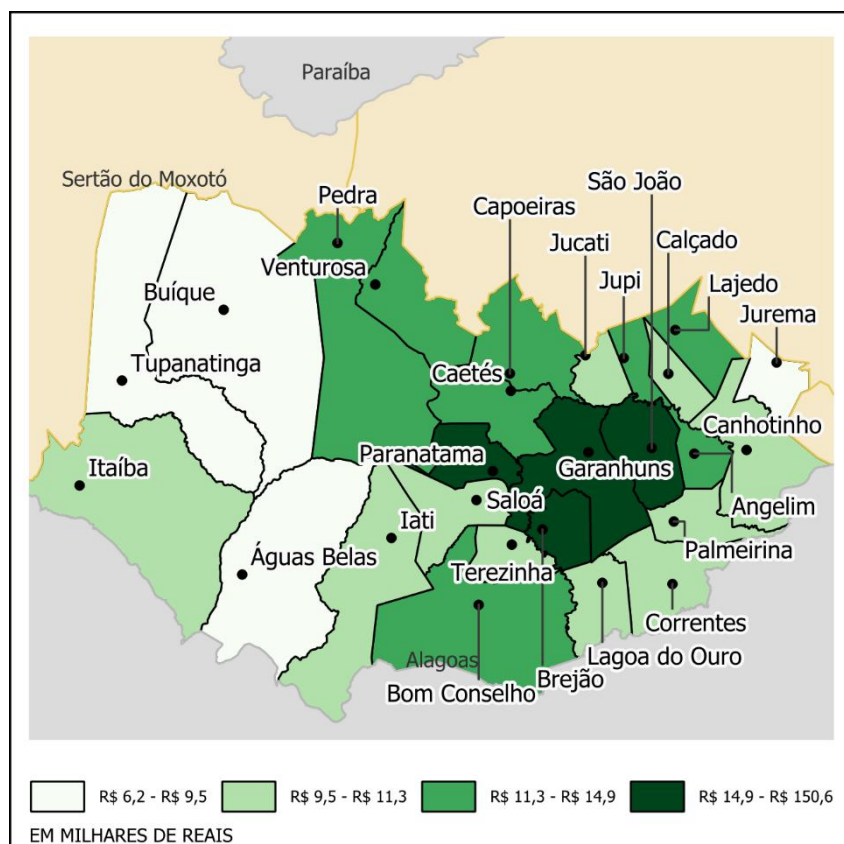 Paraíba
Sertão do Moxotó
São João
Pedra
Capoeiras
Jucati
Calçado
Venturosa
Jupi
Lajedo
Buíque
Jurema
Tupanatinga
Caetés
Canhotinho
Paranatama
Itaíba
Garanhuns
Saloá
Angelim
Iati
Palmeirina
Águas Belas
Terezinha
Correntes
Lagoa do Ouro
Alagoas
Brejão
Bom Conselho
R$ 6,2 - R$ 9,5
R$ 9,5 - R$ 11,3
R$ 11,3 - R$ 14,9
R$ 14,9 - R$ 150,6
EM MILHARES DE REAIS